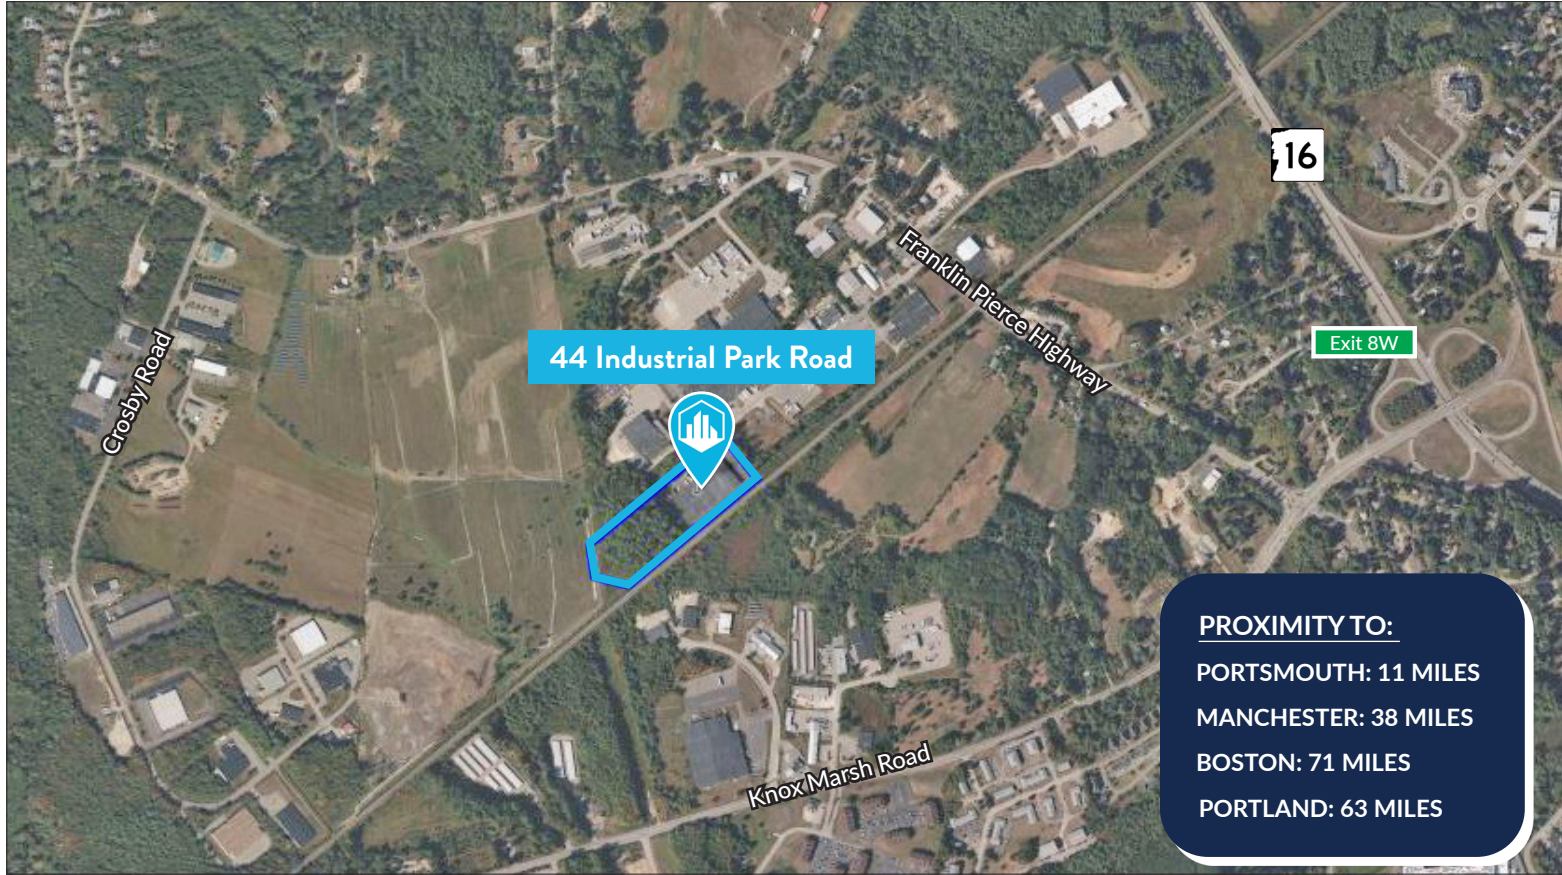 16
Franklin Pierce Highway
Exit 8W
44 Industrial Park Road
Crosby Road
PROXIMITY TO:
PORTSMOUTH: 11 MILES
MANCHESTER: 38 MILES
BOSTON: 71 MILES
PORTLAND: 63 MILES
Knox Marsh Road